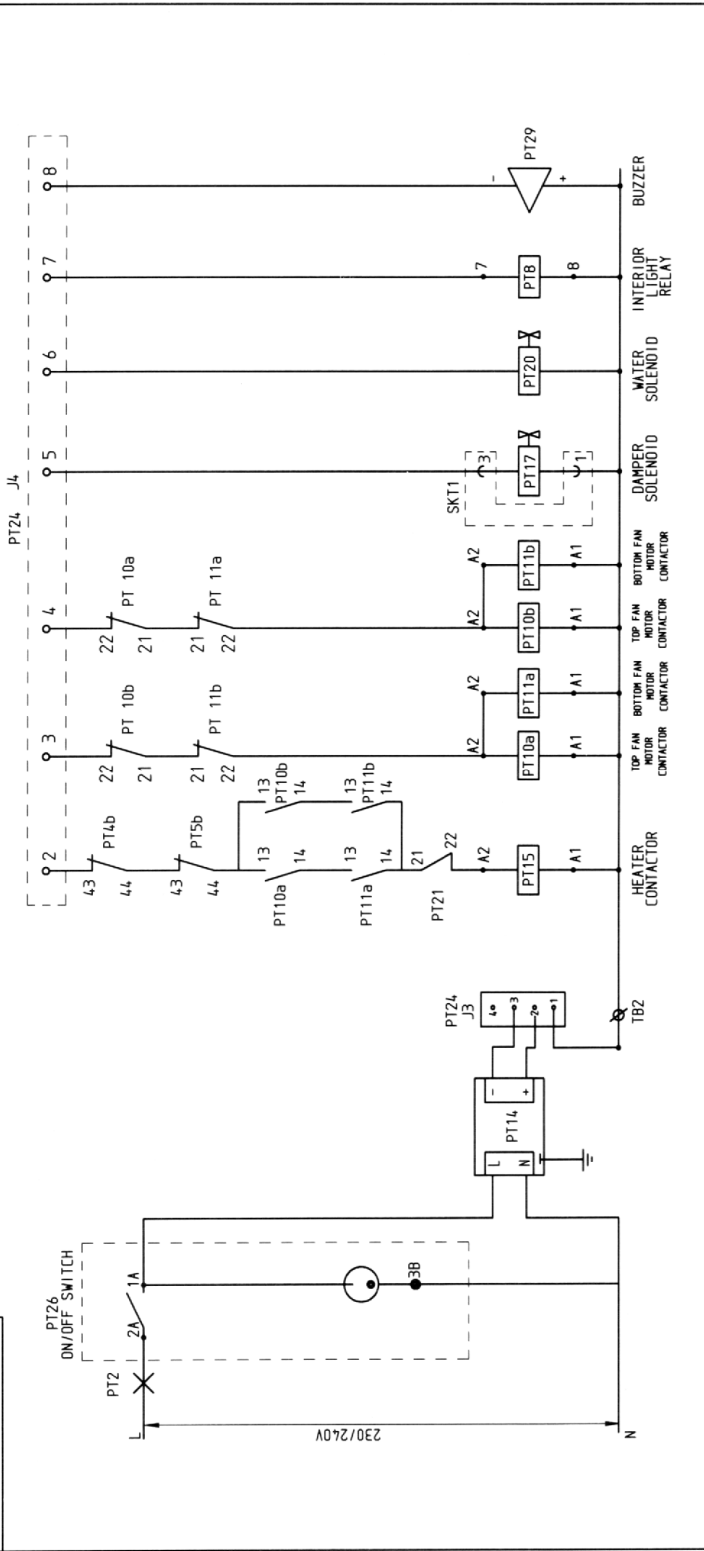 PT24 J4
2
3
4
5
6
7
8
43 PT4b
44
43 PT5b
44
13 PT10a
14
13 PT10b
14
13 PT11a
14
13 PT11b
14
21 PT21
22
A2
PT15
A1
HEATER
CONTACTOR
22 PT 10b
21
21 PT 11b
22
A2 A2
PT10a PT11a
A1 A1
TOP FAN
MOTOR
CONTACTOR
BOTTOM FAN
MOTOR
CONTACTOR
22 PT 10a
21
21 PT 11a
22
A2 A2
PT10b PT11b
A1 A1
TOP FAN
MOTOR
CONTACTOR
BOTTOM FAN
MOTOR
CONTACTOR
SKT1
3
PT17
1
DAMPER
SOLENOID
PT20
WATER
SOLENOID
7
PT8
8
INTERIOR
LIGHT
RELAY
-
PT29
+
BUZZER
PT26
ON/OFF SWITCH
PT2
2A 1A
3B
L
230/240V
N
L
N
PT14
-
+
PT24
J3
4
3
2
1
TB2